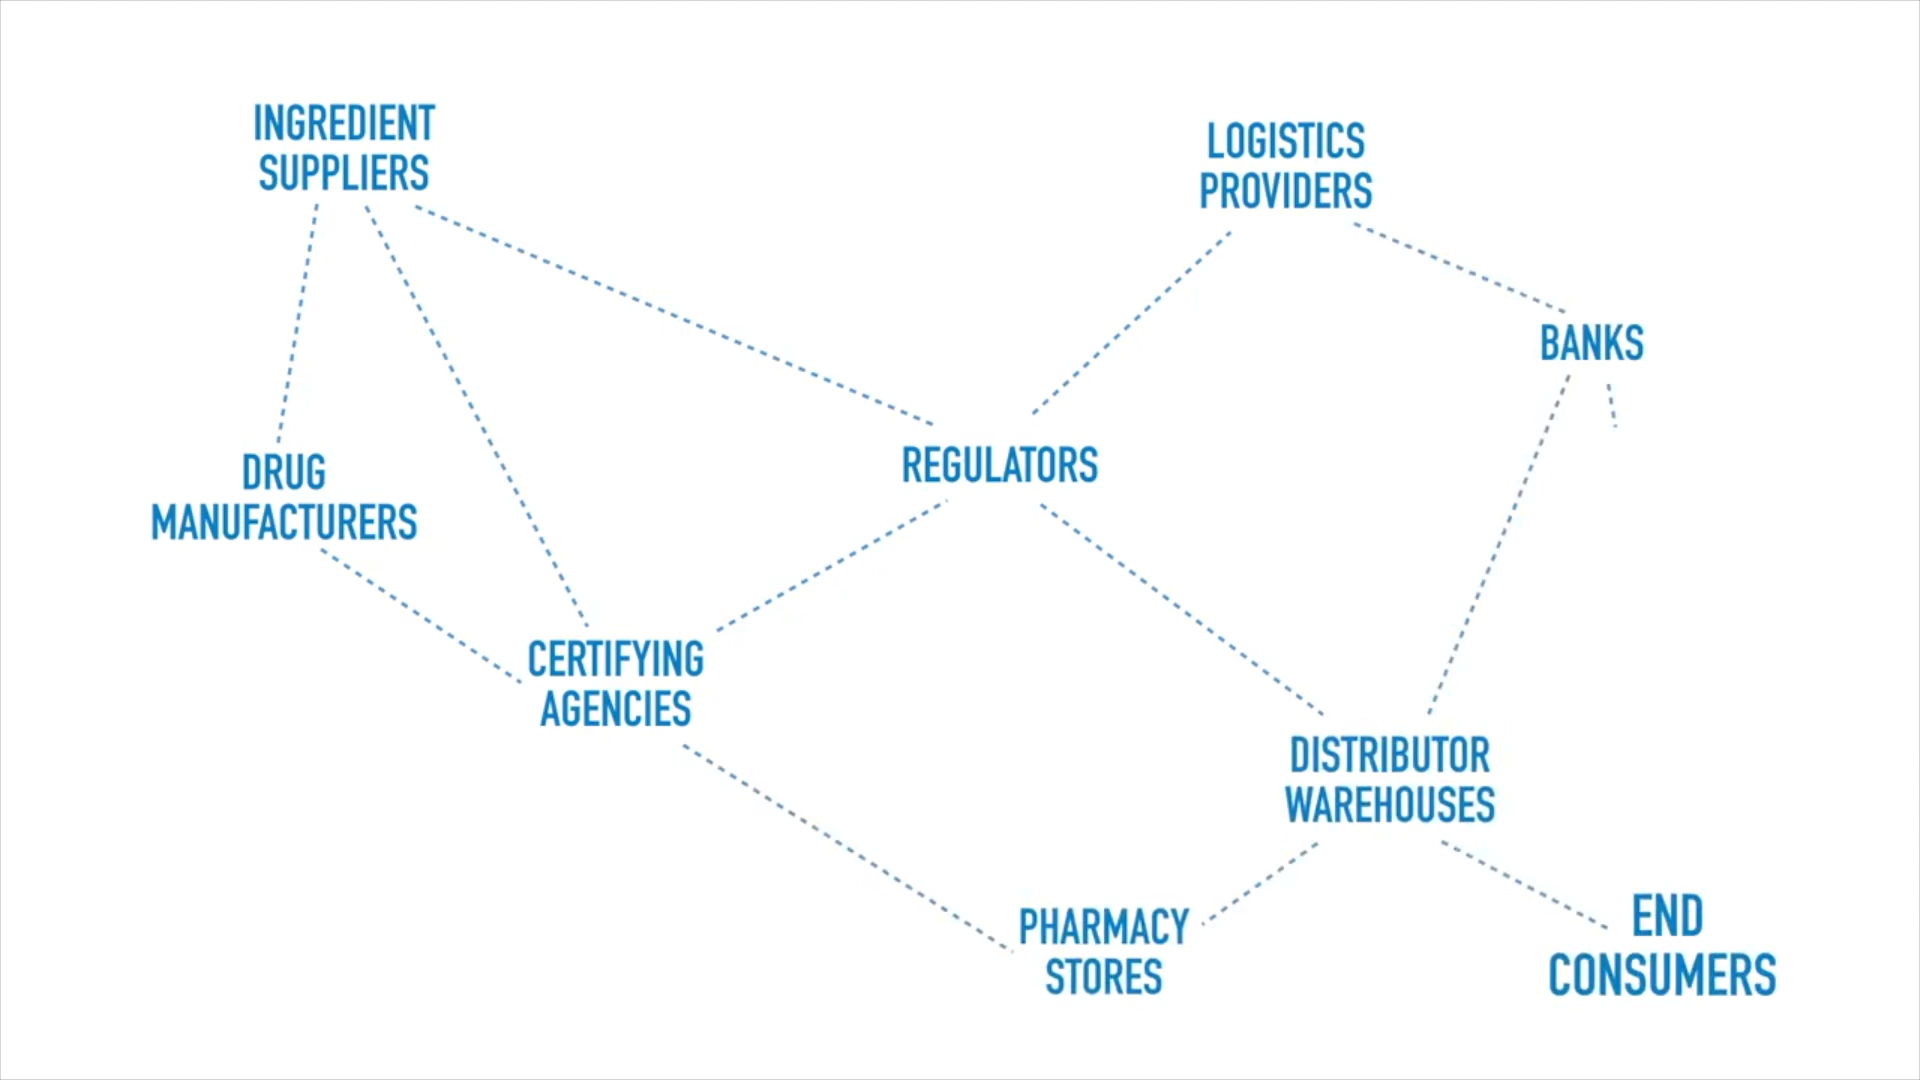 INGREDIENT
SUPPLIERS
LOGISTICS
PROVIDERS
BANKS
REGULATORS
DRUG
MANUFACTURERS
CERTIFYING
AGENCIES
DISTRIBUTOR
WAREHOUSES
PHARMACY
STORES
END
CONSUMERS